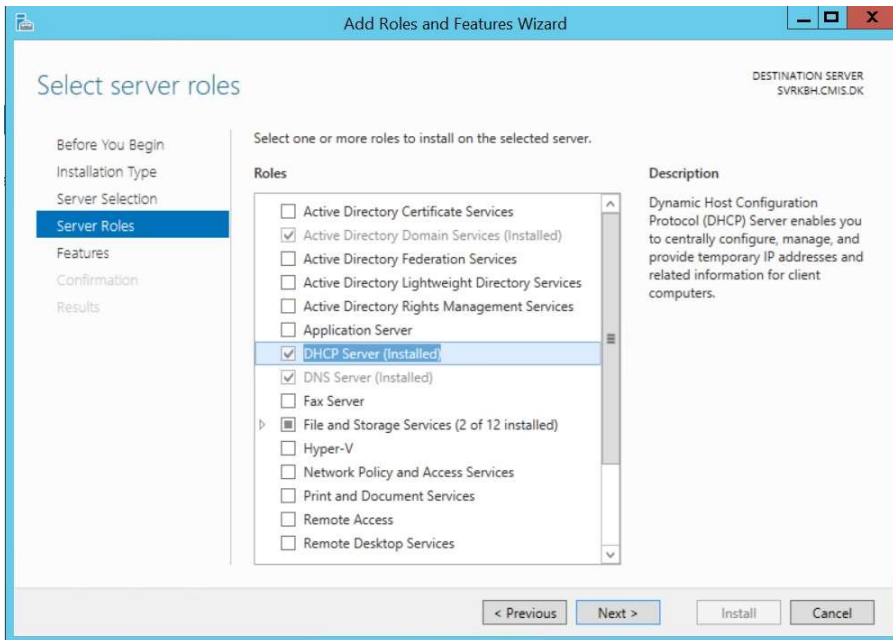 Add Roles and Features Wizard
Select server roles
DESTINATION SERVER
SVRKBH.CMIS.DK
Before You Begin
Installation Type
Server Selection
Server Roles
Features
Confirmation
Results
Select one or more roles to install on the selected server.
Roles
Active Directory Certificate Services
Active Directory Domain Services (Installed)
Active Directory Federation Services
Active Directory Lightweight Directory Services
Active Directory Rights Management Services
Application Server
DHCP Server (Installed)
DNS Server (Installed)
Fax Server
File and Storage Services (2 of 12 installed)
Hyper-V
Network Policy and Access Services
Print and Document Services
Remote Access
Remote Desktop Services
Description
Dynamic Host Configuration
Protocol (DHCP) Server enables you
to centrally configure, manage, and
provide temporary IP addresses and
related information for client
computers.
< Previous
Next >
Install
Cancel